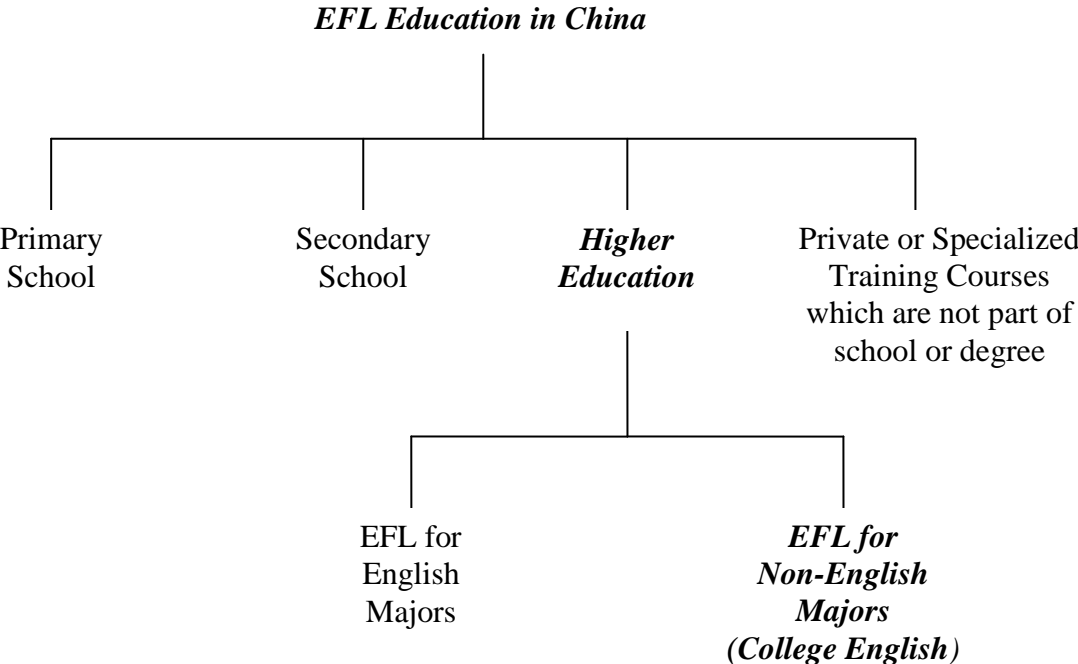 EFL Education in China
Primary
School
Secondary
School
Higher
Education
Private or Specialized
Training Courses
which are not part of
school or degree
EFL for
English
Majors
EFL for
Non-English
Majors
(College English)